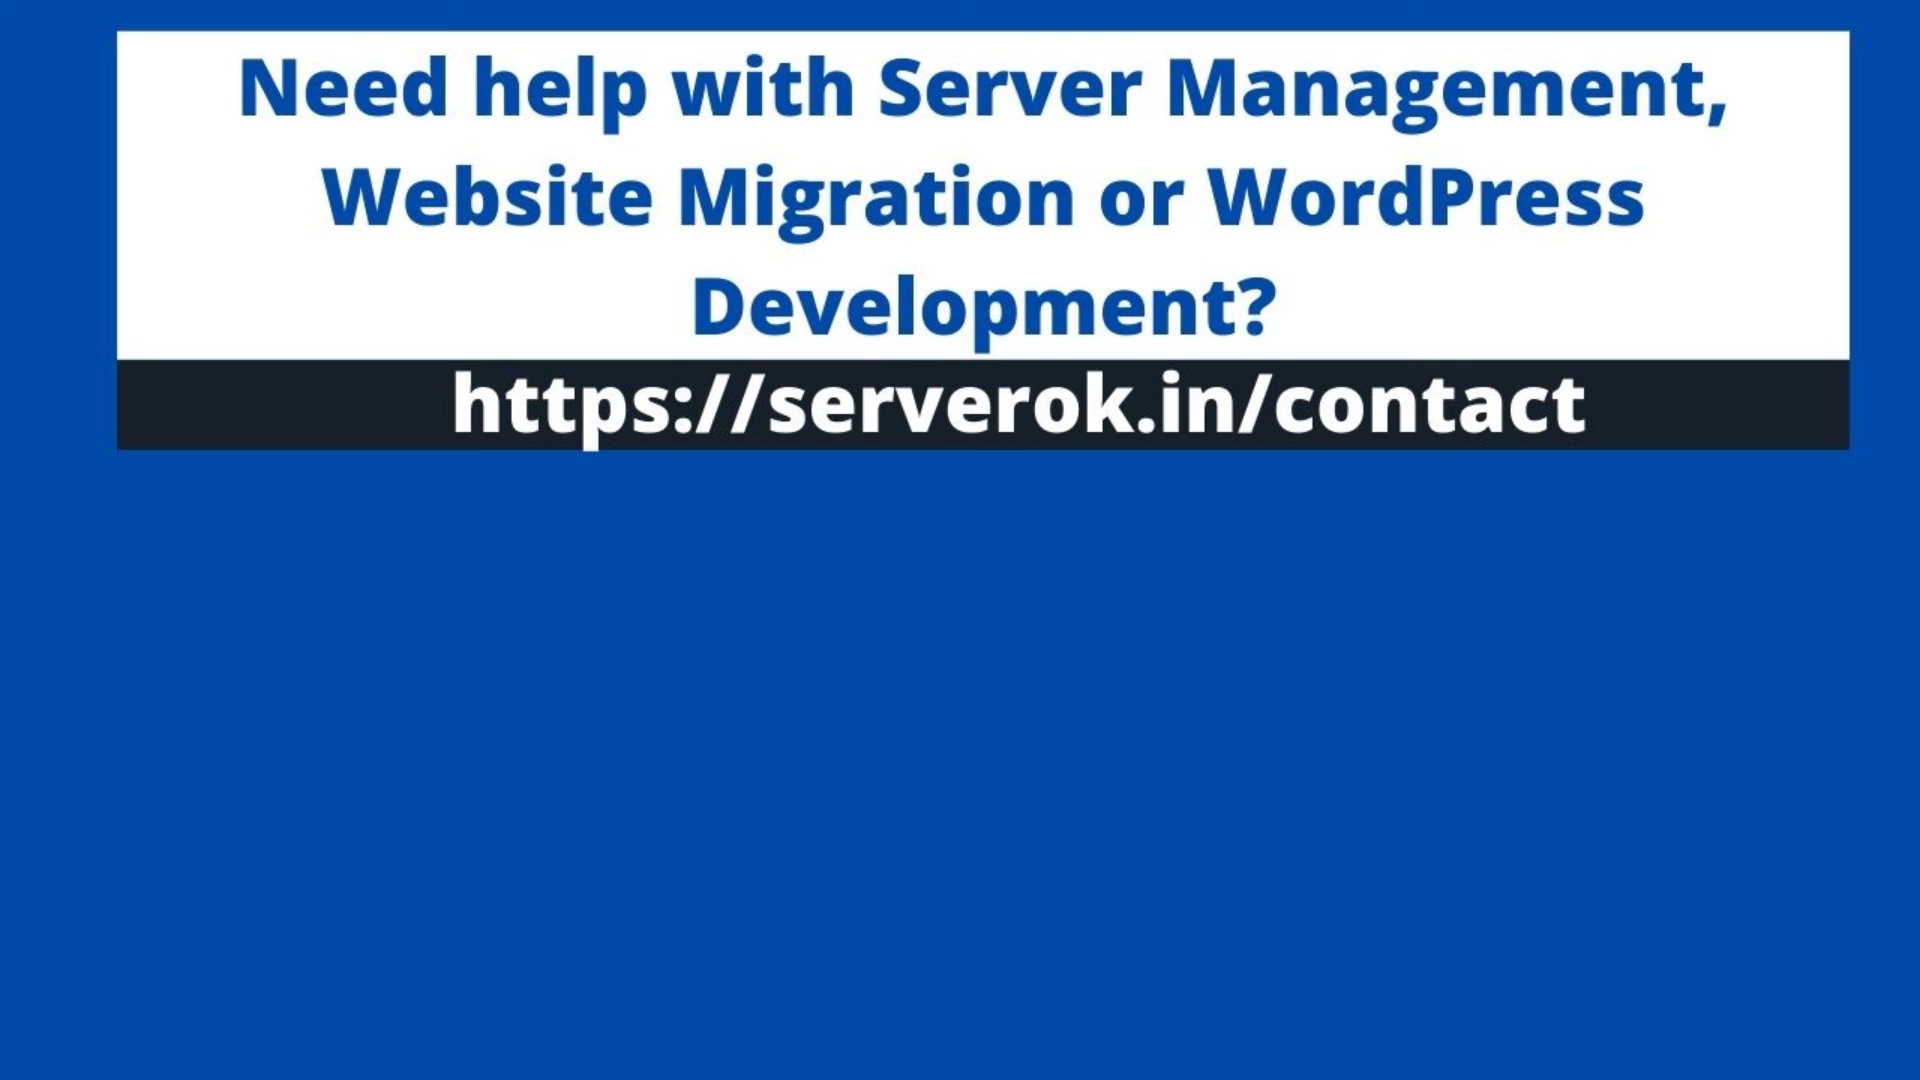 Need help with Server Management,
Website Migration or WordPress
Development?
https://serverok.in/contact